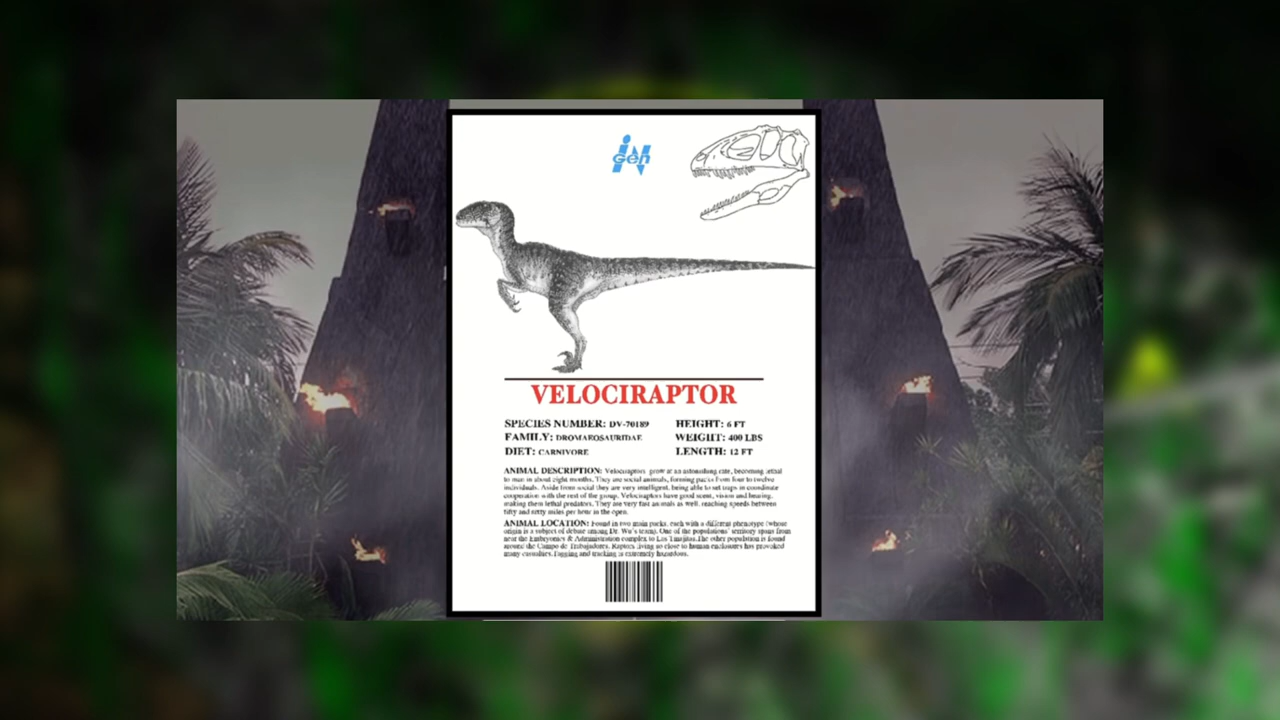 iN
Gen
VELOCIRAPTOR
SPECIES NUMBER: DV-70189
FAMILY: DROMAEOSAURIDAE
DIET: CARNIVORE
HEIGHT: 6 FT
WEIGHT: 400 LBS
LENGTH: 12 FT
ANIMAL DESCRIPTION: Velociraptors grow at an astonishing rate, becoming lethal
to man in about eight months. They are social animals, forming packs from four to twelve
individuals. Aside from social they are very intelligent, being able to set traps in coordinate
cooperation with the rest of the group. Velociraptors have good scent, vision and hearing,
making them lethal predators. They are very fast animals as well, reaching speeds between
fifty and sixty miles per hour in the open.
ANIMAL LOCATION: Found in two main packs, each with a different phenotype (whose
origin is a subject of debate among Dr. Wu's team). One of the populations' territory spans from
near the Embryonics & Administration complex to Las Tinajitas.The other population is found
around the Campo de Trabajadores. Raptors living so close to human enclosures has provoked
many casualties.Tagging and tracking is extremely hazardous.